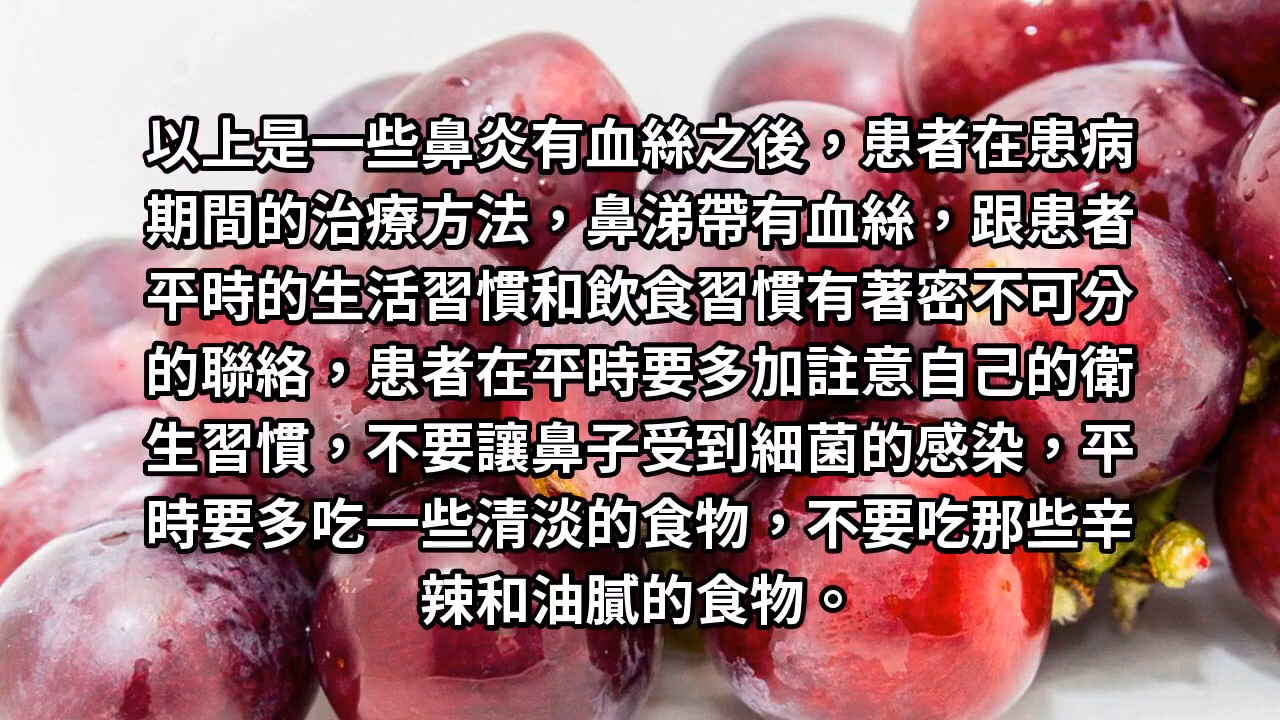 以上是一些鼻炎有血絲之後，患者在患病
期間的治療方法，鼻涕帶有血絲，跟患者
平時的生活習慣和飲食習慣有著密不可分
的聯絡，患者在平時要多加註意自己的衛
生習慣，不要讓鼻子受到細菌的感染，平
時要多吃一些清淡的食物，不要吃那些辛
辣和油膩的食物。